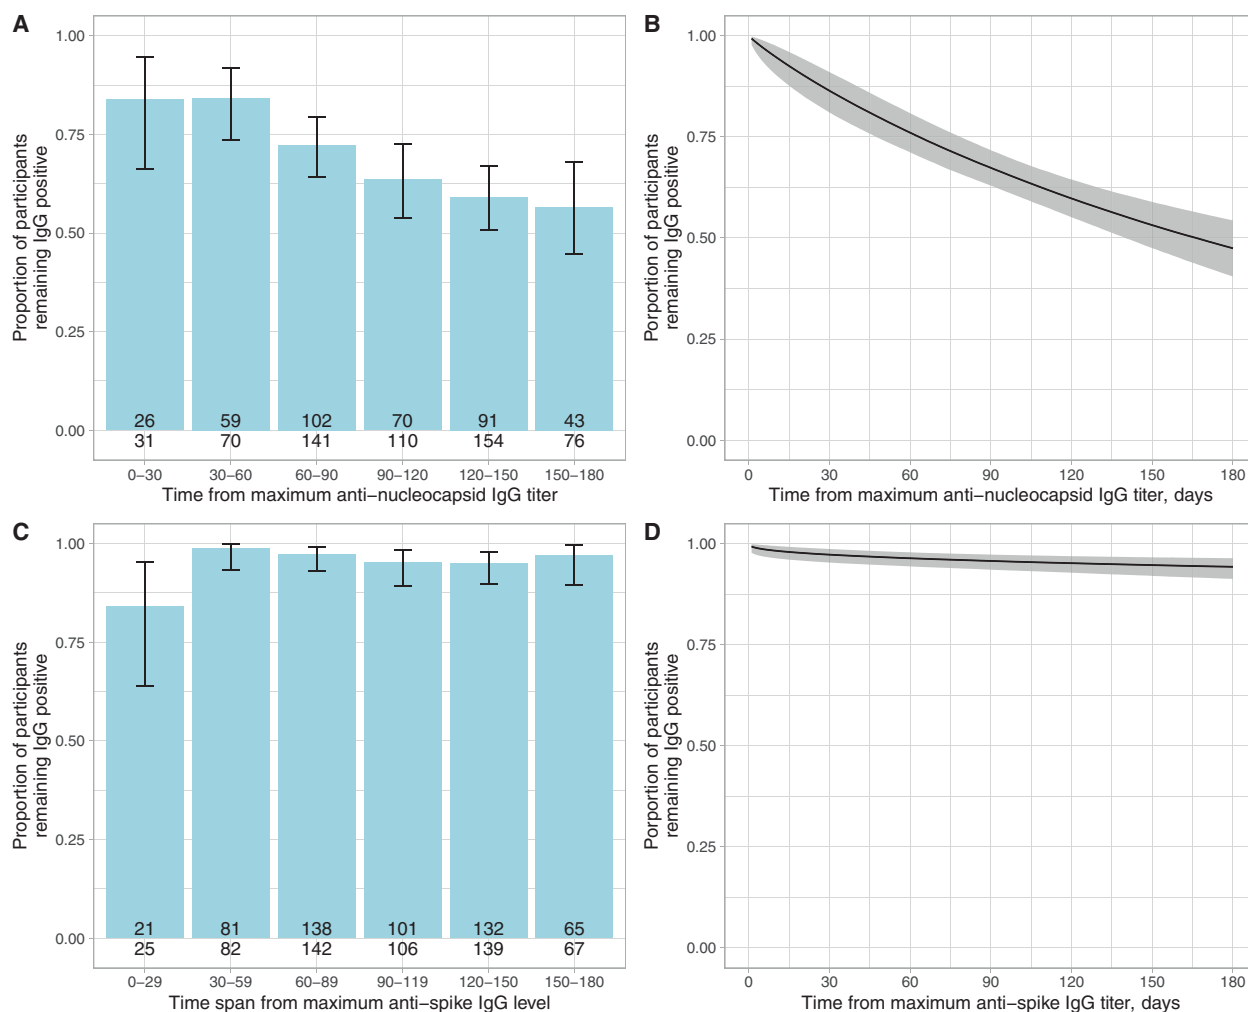 A
Proportion of participants
remaining IgG positive
1.00
0.75
0.50
0.25
0.00
26 59 102 70 91 43
31 70 141 110 154 76
0–30 30–60 60–90 90–120 120–150 150–180
Time from maximum anti–nucleocapsid IgG titer
B
Porportion of participants
remaining IgG positive
1.00
0.75
0.50
0.25
0.00
0 30 60 90 120 150 180
Time from maximum anti–nucleocapsid IgG titer, days
C
Proportion of participants
remaining IgG positive
1.00
0.75
0.50
0.25
0.00
21 81 138 101 132 65
25 82 142 106 139 67
0–29 30–59 60–89 90–119 120–150 150–180
Time span from maximum anti–spike IgG level
D
Porportion of participants
remaining IgG positive
1.00
0.75
0.50
0.25
0.00
0 30 60 90 120 150 180
Time from maximum anti–spike IgG titer, days